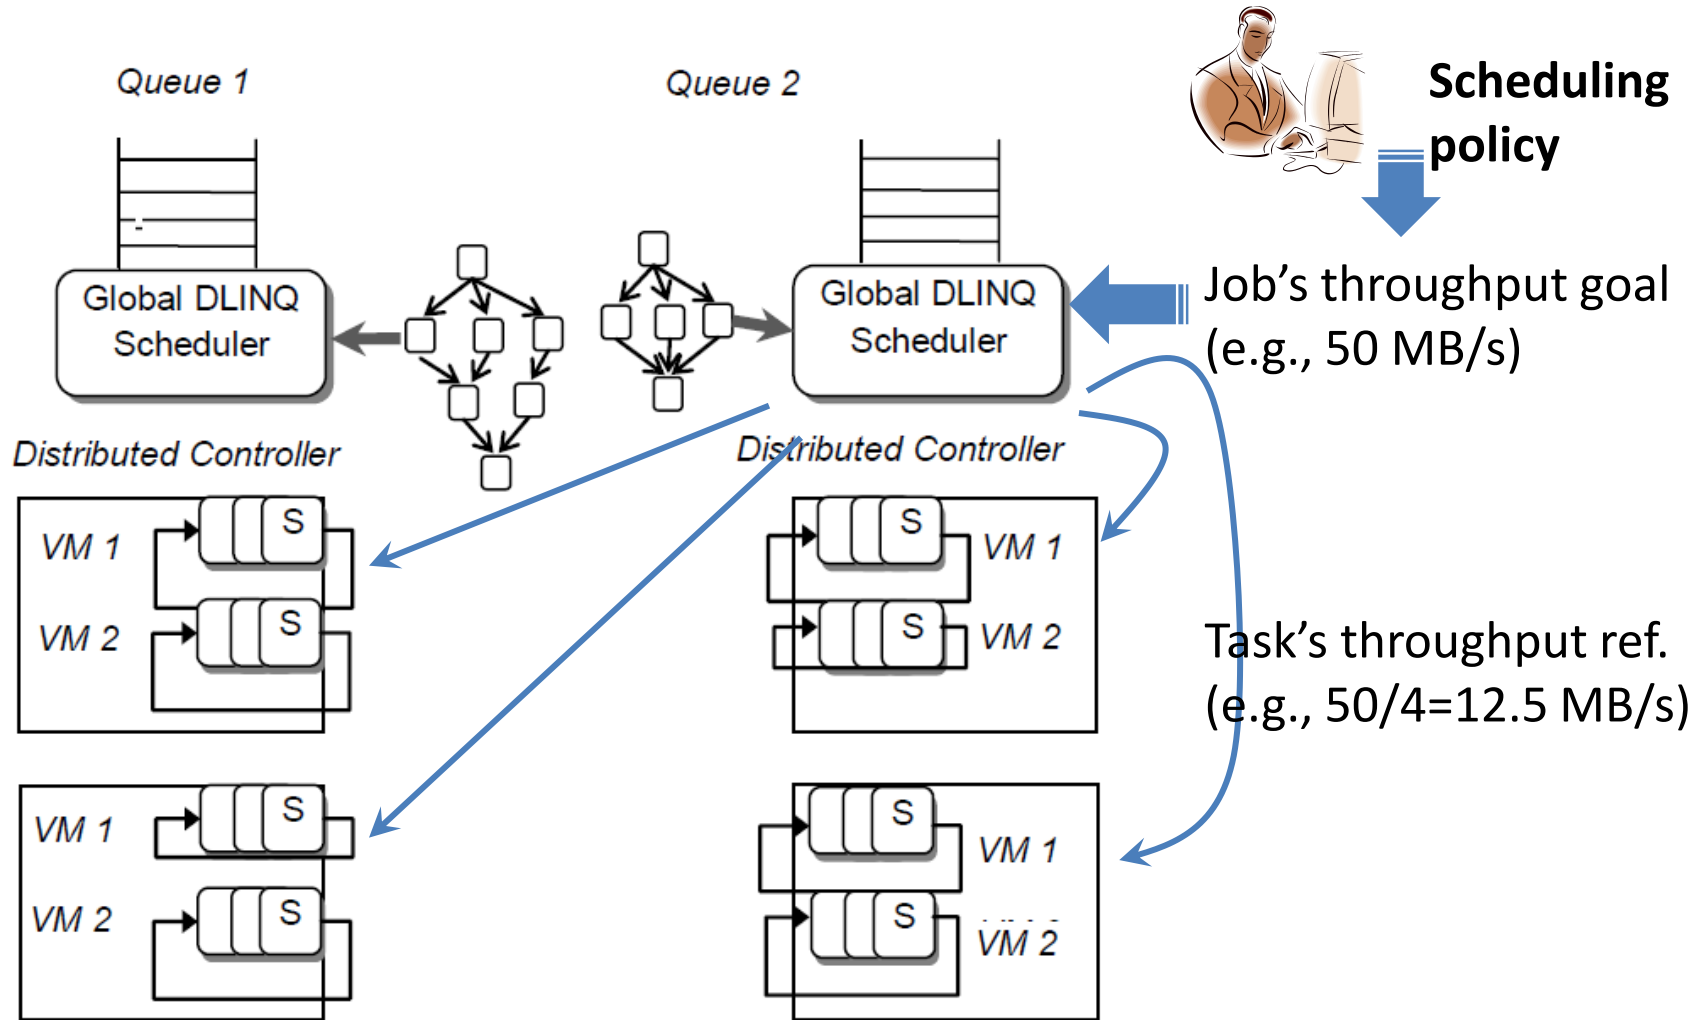 Queue 1
Queue 2
Scheduling
policy
Global DLINQ
Scheduler
Global DLINQ
Scheduler
Job’s throughput goal
(e.g., 50 MB/s)
Distributed Controller
Distributed Controller
VM 1
S
VM 2
S
S
VM 1
S
VM 2
Task’s throughput ref.
(e.g., 50/4=12.5 MB/s)
VM 1
S
VM 2
S
S
VM 1
S
VM 2